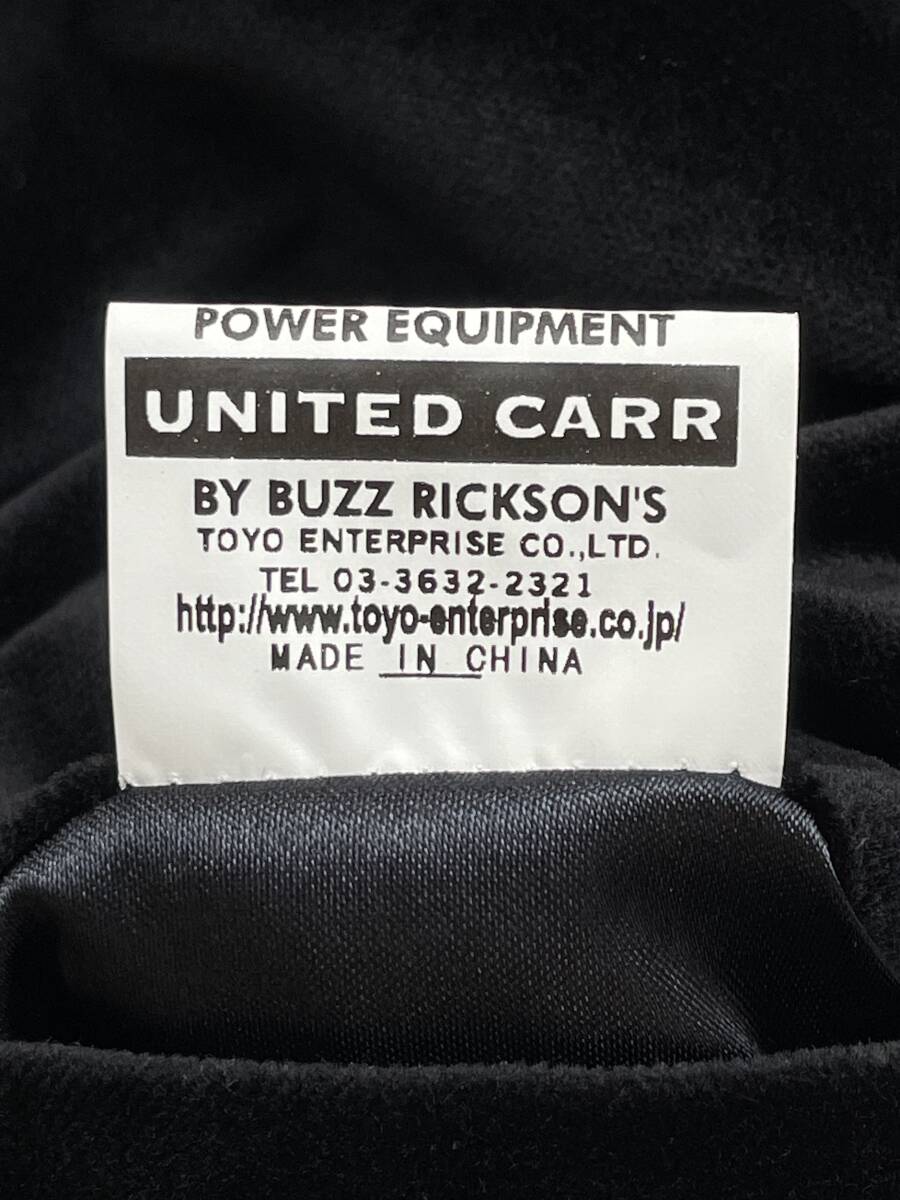 POWER EQUIPMENT
UNITED CARR
BY BUZZ RICKSON'S
TOYO ENTERPRISE CO.,LTD.
TEL 03-3632-2321
http://www.toyo-enterprise.co.jp/
MADE IN CHINA